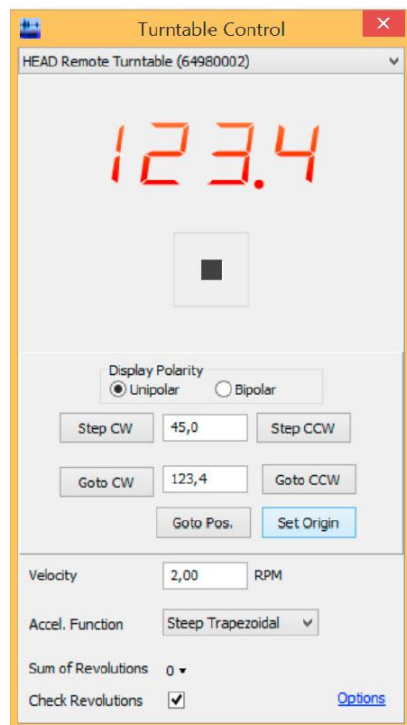 Turntable Control
HEAD Remote Turntable (64980002)
123.4
Display Polarity
Unipolar Bipolar
Step CW 45,0 Step CCW
Goto CW 123,4 Goto CCW
Goto Pos. Set Origin
Velocity 2,00 RPM
Accel. Function Steep Trapezoidal
Sum of Revolutions 0
Check Revolutions Options